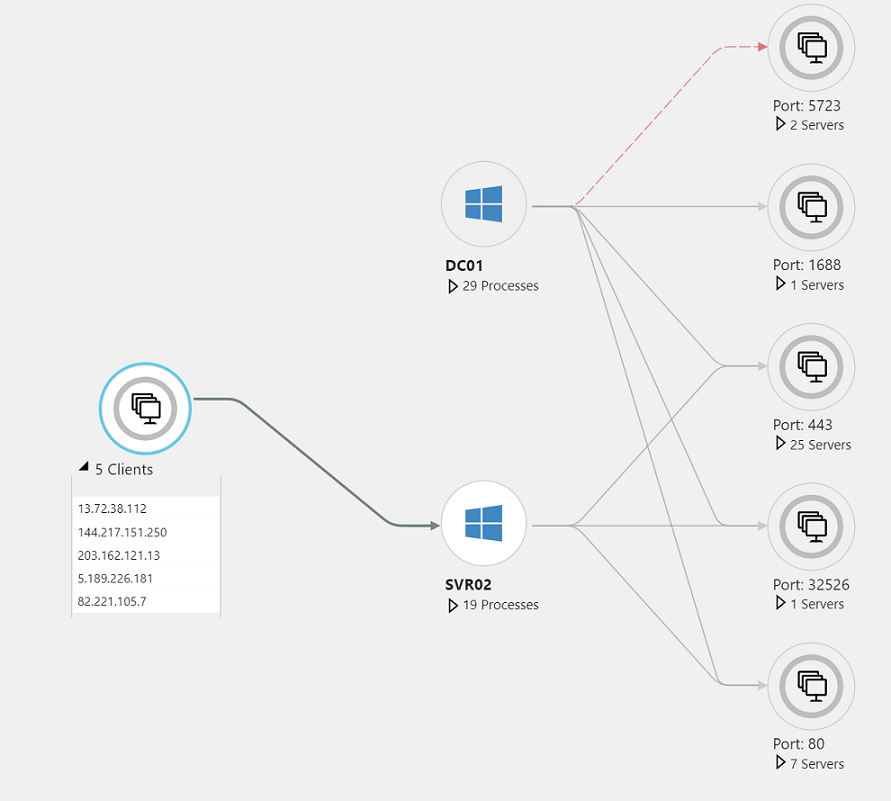 Port: 5723
2 Servers
Port: 1688
1 Servers
DC01
29 Processes
Port: 443
25 Servers
5 Clients
13.72.38.112
144.217.151.250
203.162.121.13
5.189.226.181
82.221.105.7
SVR02
19 Processes
Port: 32526
1 Servers
Port: 80
7 Servers